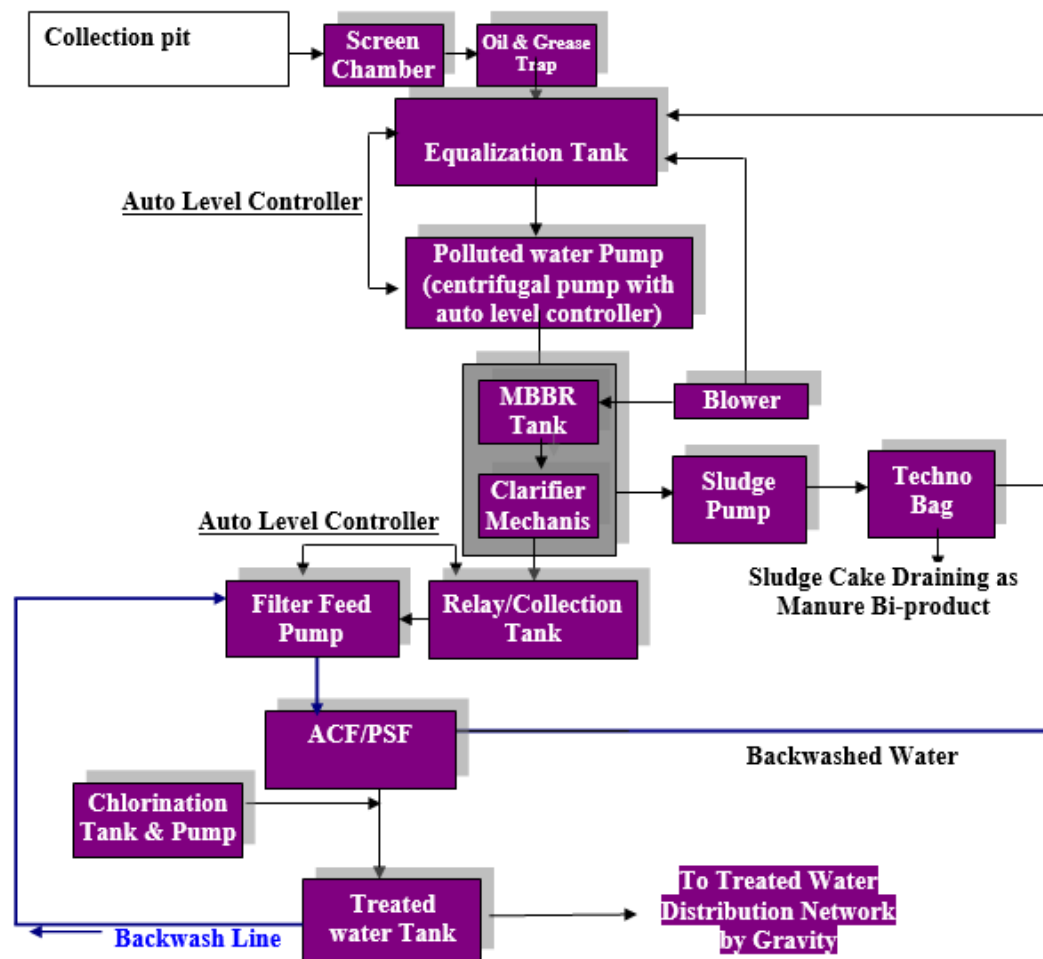 Collection pit
Screen
Chamber
Oil & Grease
Trap
Equalization Tank
Auto Level Controller
Polluted water Pump
(centrifugal pump with
auto level controller)
MBBR
Tank
Blower
Clarifier
Mechanis
Sludge
Pump
Techno
Bag
Auto Level Controller
Sludge Cake Draining as
Manure Bi-product
Filter Feed
Pump
Relay/Collection
Tank
ACF/PSF
Backwashed Water
Chlorination
Tank & Pump
Treated
water Tank
To Treated Water
Distribution Network
by Gravity
Backwash Line